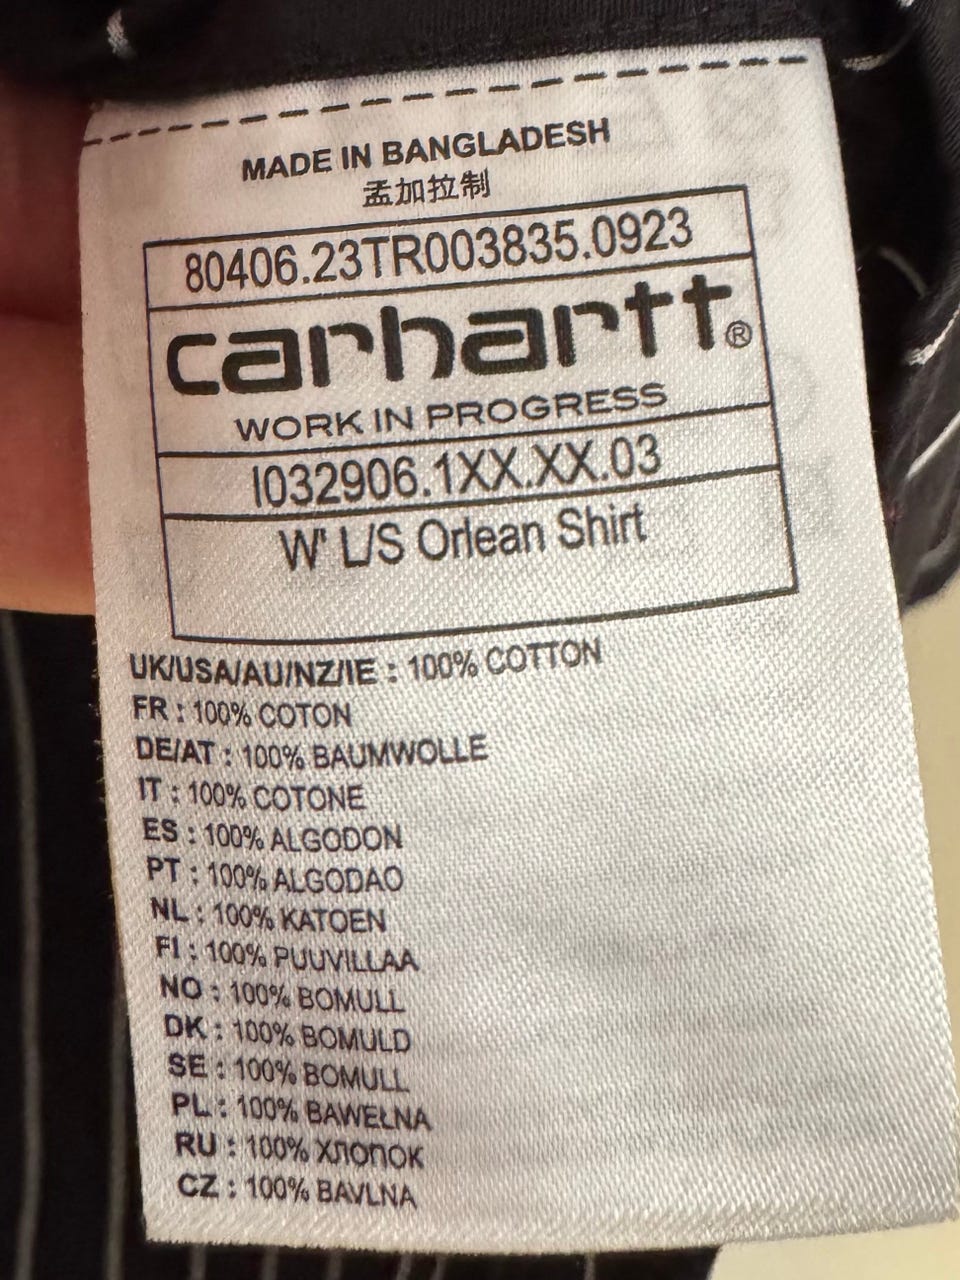 MADE IN BANGLADESH
孟加拉制
80406.23TR003835.0923
carhartt®
WORK IN PROGRESS
I032906.1XX.XX.03
W' L/S Orlean Shirt
UK/USA/AU/NZ/IE : 100% COTTON
FR : 100% COTON
DE/AT : 100% BAUMWOLLE
IT : 100% COTONE
ES : 100% ALGODON
PT : 100% ALGODAO
NL : 100% KATOEN
FI : 100% PUUVILLAA
NO : 100% BOMULL
DK : 100% BOMULD
SE : 100% BOMULL
PL : 100% BAWEŁNA
RU : 100% ХЛОПОК
CZ : 100% BAVLNA